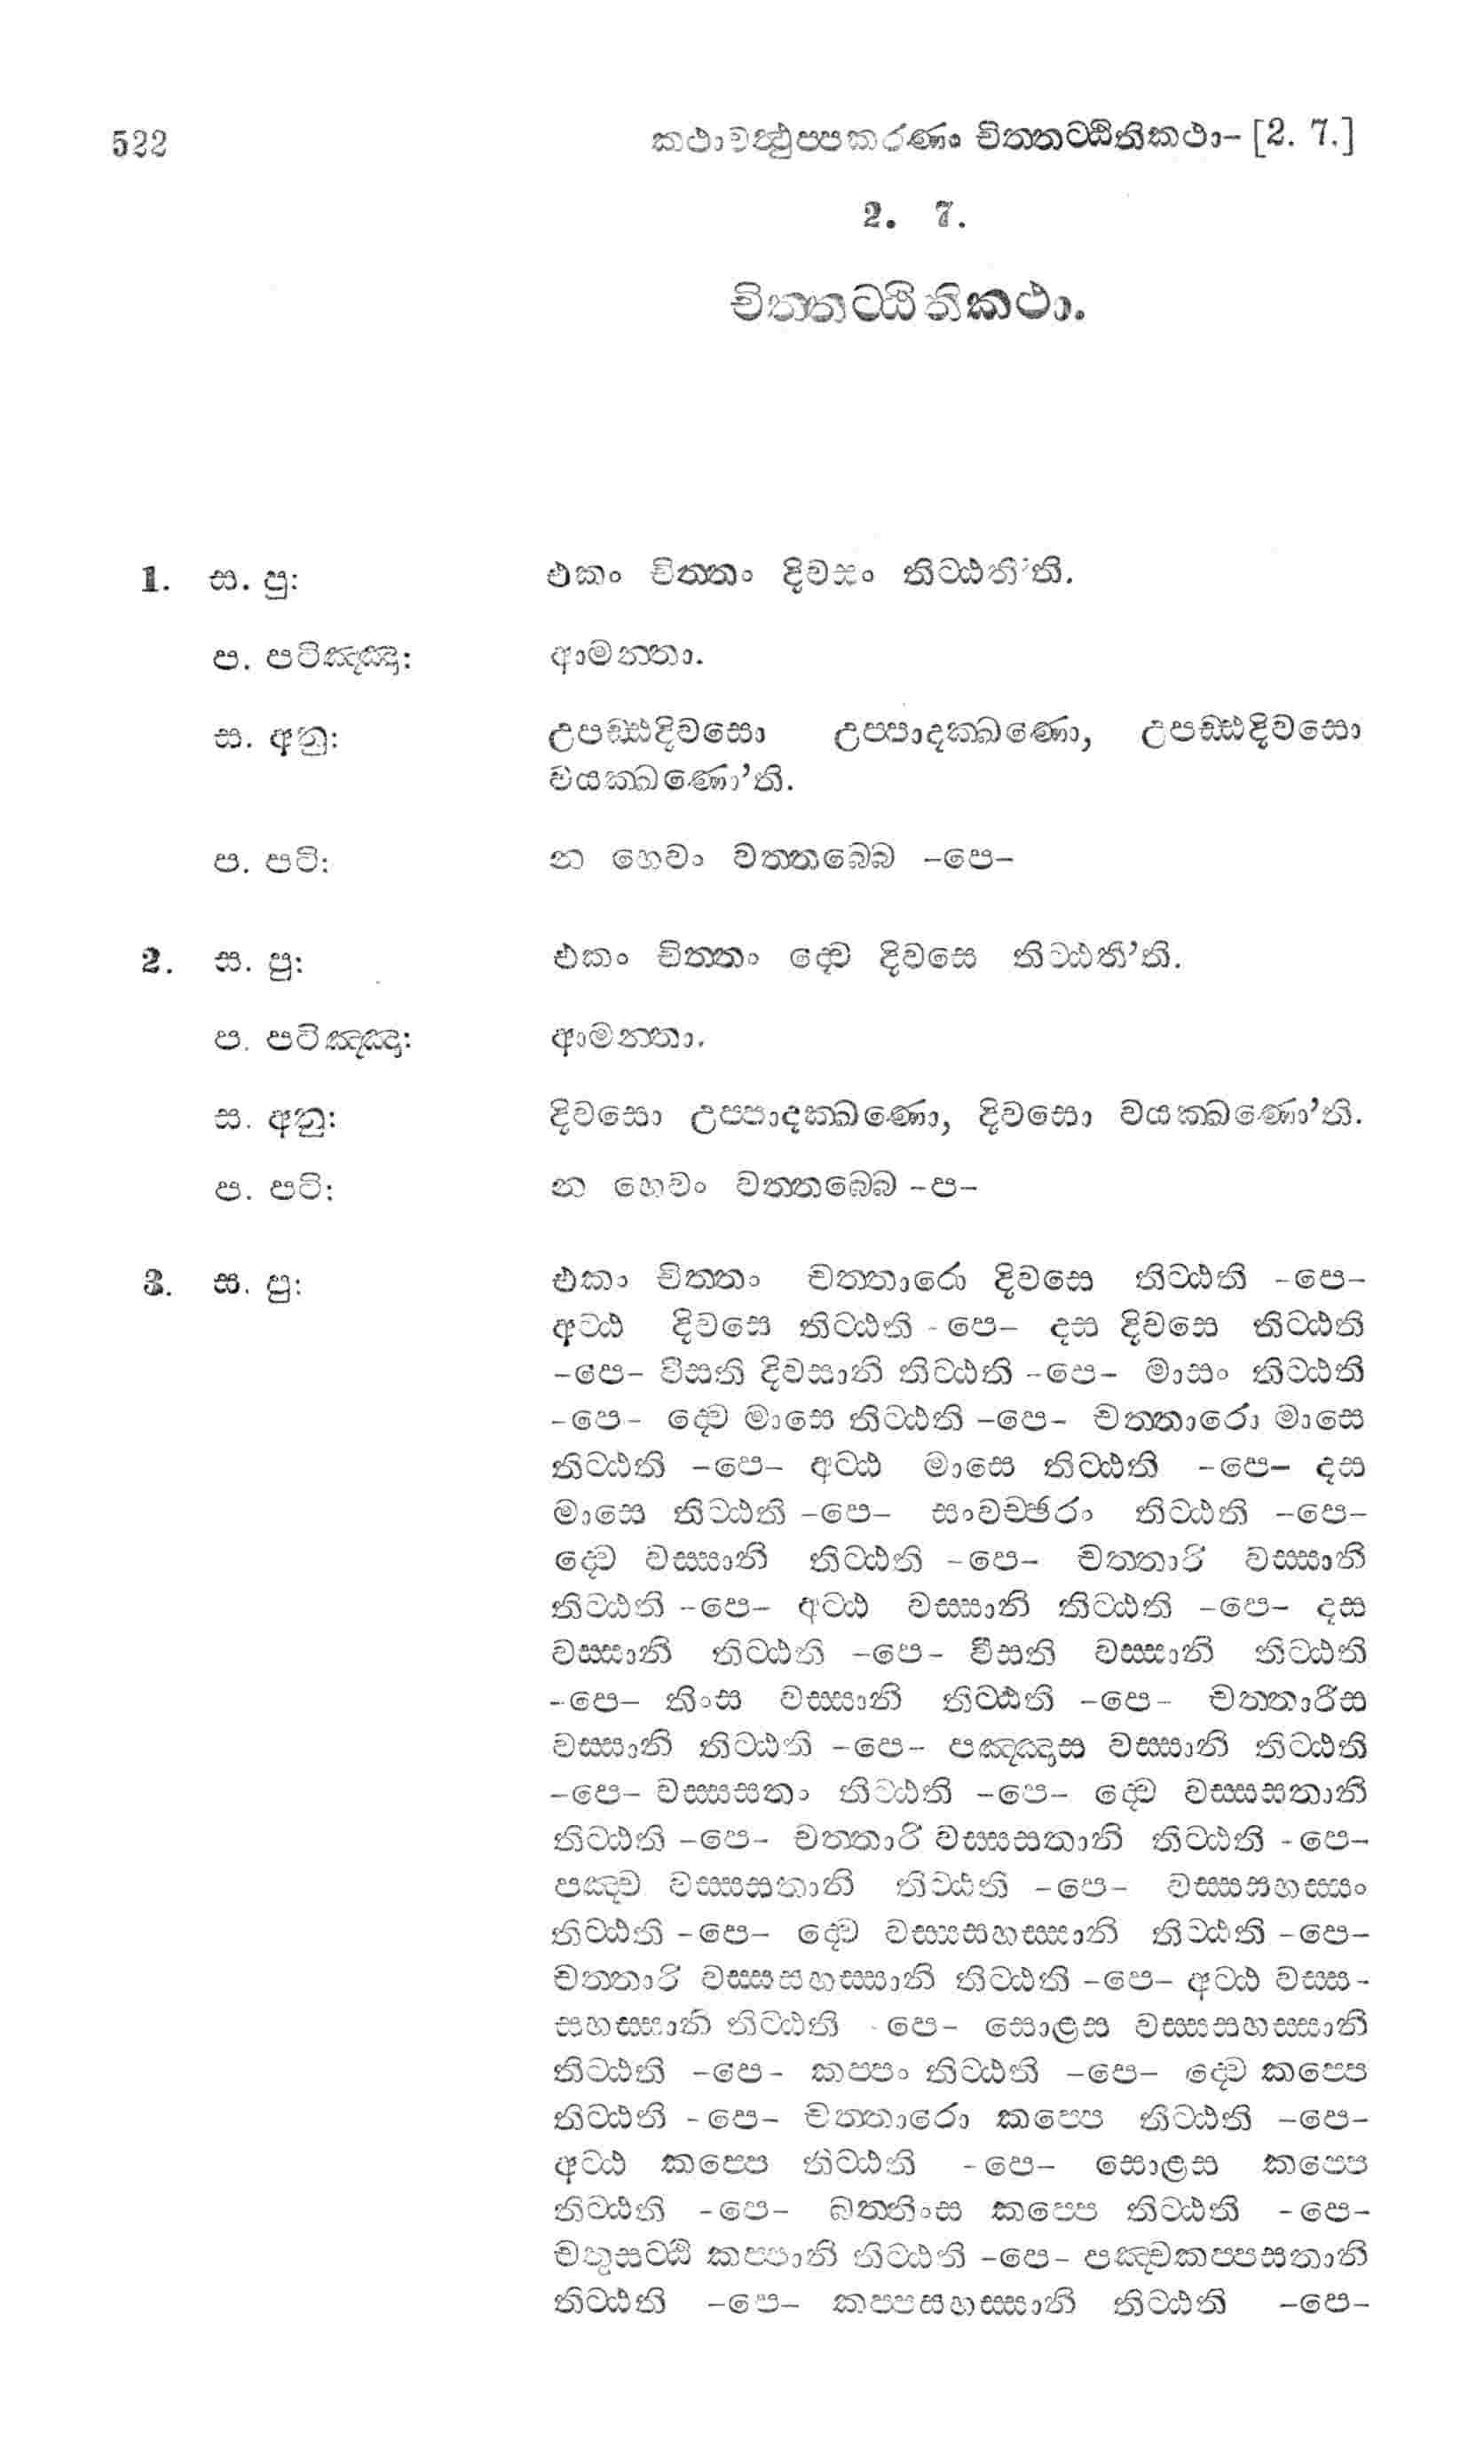 522 කථාවත්‍ථුප‍්පකරණං චිත‍්තට‍්ඨිතිකථා- [2. 7.]
2. 7.
චිත‍්තට‍්ඨිතිකථා.
1. ස. පු: එකං චිත‍්තං දිවසං තිට‍්ඨතී’ති.
ප. පටිඤ‍්ඤා: ආමන‍්තා.
ස. අනු: උපඩ‍්ඪදිවසො උප‍්පාදක‍්ඛණො, උපඩ‍්ඪදිවසො
වයක‍්ඛණො’ති.
ප. පටි: න හෙවං වත‍්තබ‍්බෙ -පෙ-
2. ස. පු: එකං චිත‍්තං ද‍්වෙ දිවසෙ තිට‍්ඨතී’ති.
ප. පටිඤ‍්ඤා: ආමන‍්තා.
ස. අනු: දිවසො උප‍්පාදක‍්ඛණො, දිවසො වයක‍්ඛණො’ති.
ප. පටි: න හෙවං වත‍්තබ‍්බෙ -ප-
3. ස. පු: එකං චිත‍්තං චත‍්තාරො දිවසෙ තිට‍්ඨති -පෙ-
අට‍්ඨ දිවසෙ තිට‍්ඨති -පෙ- දස දිවසෙ තිට‍්ඨති
-පෙ- වීසති දිවසානි තිට‍්ඨති -පෙ- මාසං තිට‍්ඨති
-පෙ- ද‍්වෙ මාසෙ තිට‍්ඨති -පෙ- චත‍්තාරො මාසෙ
තිට‍්ඨති -පෙ- අට‍්ඨ මාසෙ තිට‍්ඨති -පෙ- දස
මාසෙ තිට‍්ඨති -පෙ- සංවච‍්ඡරං තිට‍්ඨති -පෙ-
ද‍්වෙ වස‍්සානි තිට‍්ඨති -පෙ- චත‍්තාරි වස‍්සානි
තිට‍්ඨති -පෙ- අට‍්ඨ වස‍්සානි තිට‍්ඨති -පෙ- දස
වස‍්සානි තිට‍්ඨති -පෙ- වීසති වස‍්සානි තිට‍්ඨති
-පෙ- තිංස වස‍්සානි තිට‍්ඨති -පෙ- චත‍්තාරීස
වස‍්සානි තිට‍්ඨති -පෙ- පඤ‍්ඤාස වස‍්සානි තිට‍්ඨති
-පෙ- වස‍්සසතං තිට‍්ඨති -පෙ- ද‍්වෙ වස‍්සසතානි
තිට‍්ඨති -පෙ- චත‍්තාරි වස‍්සසතානි තිට‍්ඨති -පෙ-
පඤ‍්ච වස‍්සසතානි තිට‍්ඨති -පෙ- වස‍්සසහස‍්සං
තිට‍්ඨති -පෙ- ද‍්වෙ වස‍්සසහස‍්සානි තිට‍්ඨති -පෙ-
චත‍්තාරි වස‍්සසහස‍්සානි තිට‍්ඨති -පෙ- අට‍්ඨ වස‍්ස-
සහස‍්සානි තිට‍්ඨති -පෙ- සොළස වස‍්සසහස‍්සානි
තිට‍්ඨති -පෙ- කප‍්පං තිට‍්ඨති -පෙ- ද‍්වෙ කප‍්පෙ
තිට‍්ඨති -පෙ- චත‍්තාරො කප‍්පෙ තිට‍්ඨති -පෙ-
අට‍්ඨ කප‍්පෙ තිට‍්ඨති -පෙ- සොළස කප‍්පෙ
තිට‍්ඨති -පෙ- බත‍්තිංස කප‍්පෙ තිට‍්ඨති -පෙ-
චතුසට‍්ඨි කප‍්පානි තිට‍්ඨති -පෙ- පඤ‍්චකප‍්පසතානි
තිට‍්ඨති -පෙ- කප‍්පසහස‍්සානි තිට‍්ඨති -පෙ-